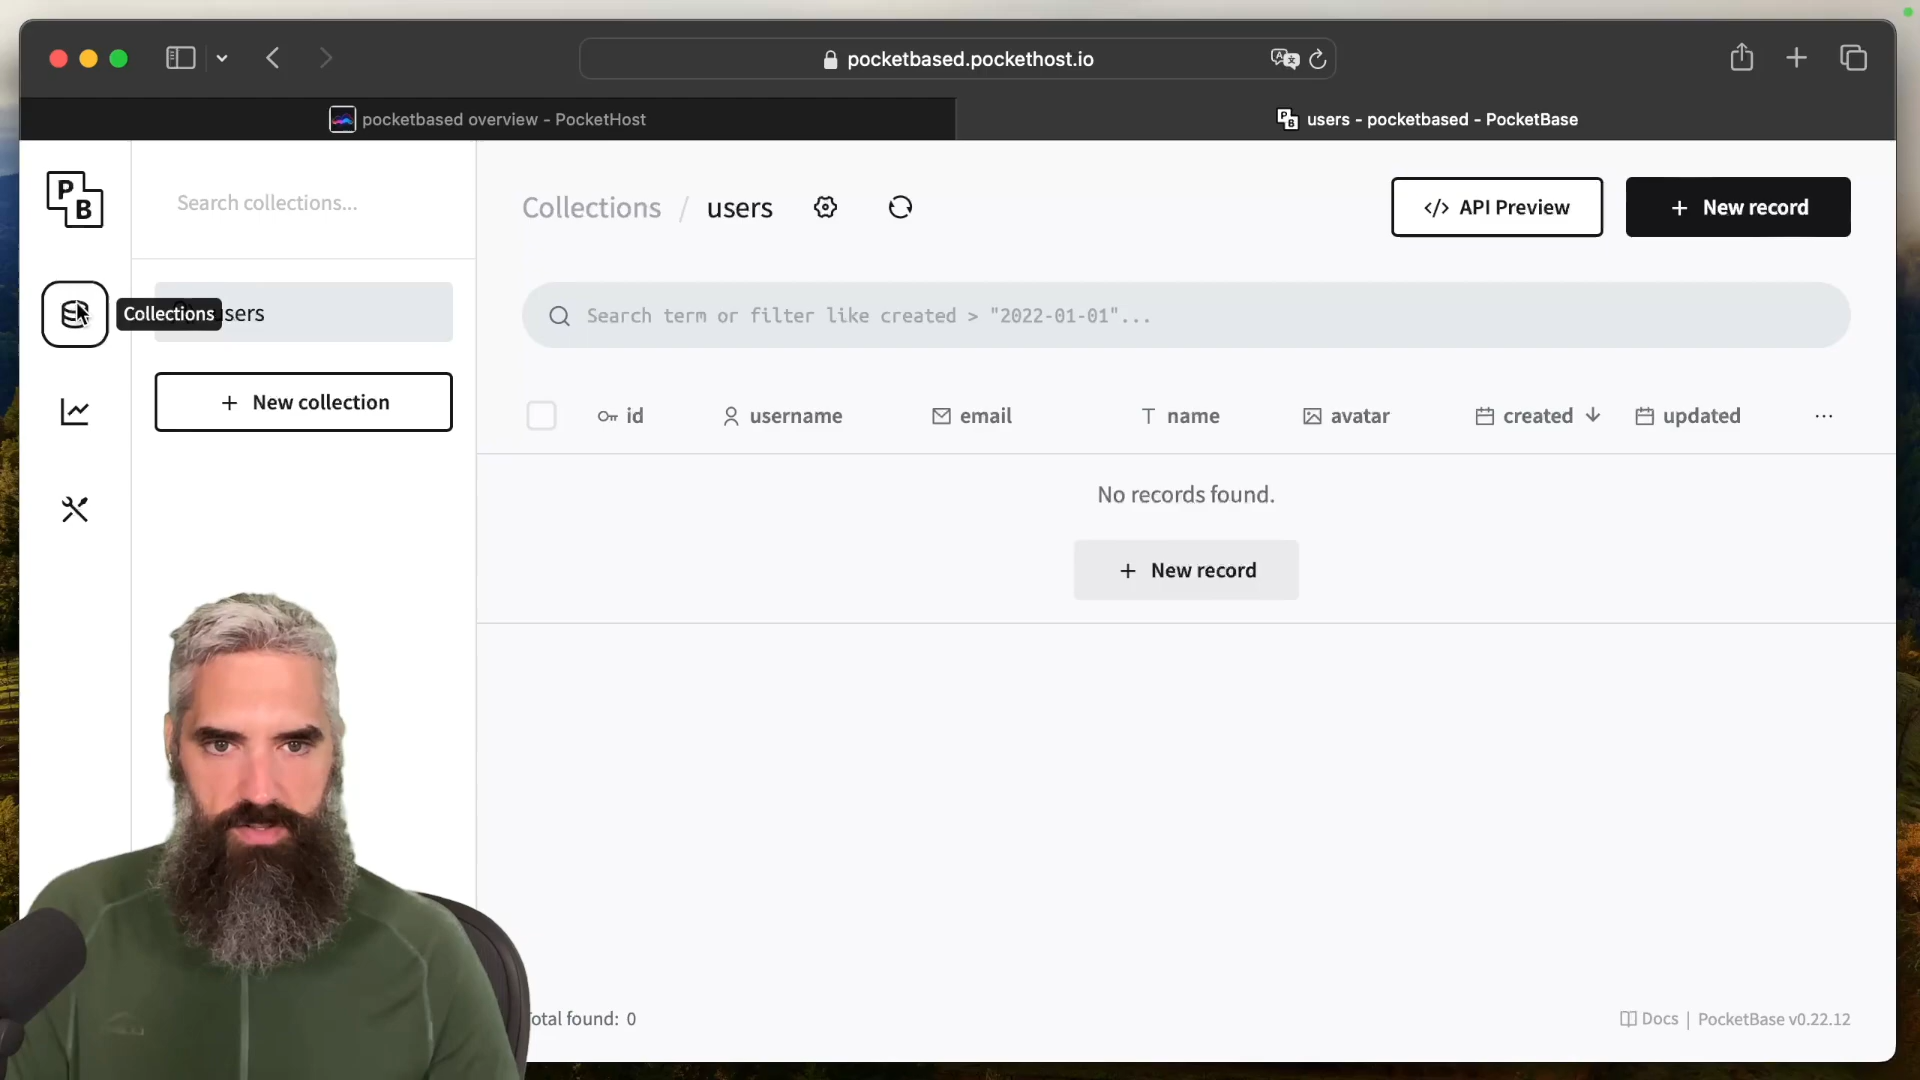 pocketbased.pockethost.io
pocketbased overview - PocketHost
users - pocketbased - PocketBase
P
B
Search collections...
Collections / users
</> API Preview
+ New record
Collections
users
Search term or filter like created > "2022-01-01"...
+ New collection
id
username
email
name
avatar
created
updated
No records found.
+ New record
otal found: 0
Docs | PocketBase v0.22.12